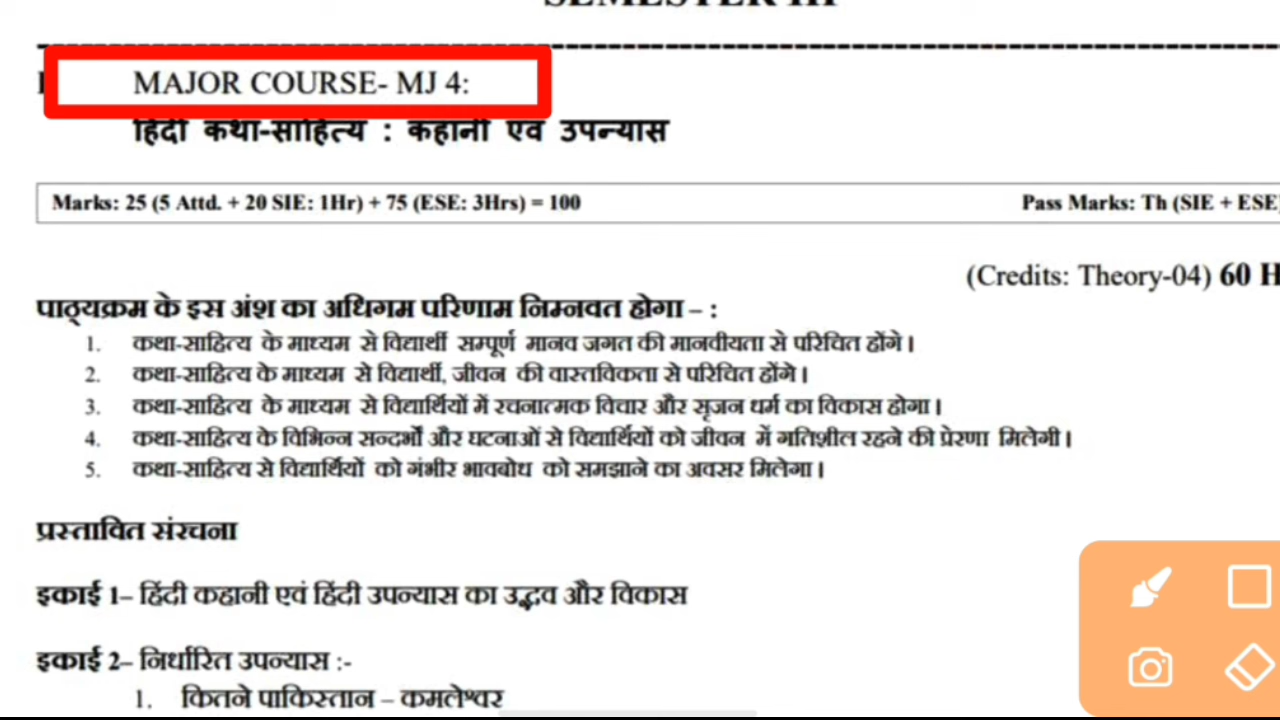 SEMESTER III
MAJOR COURSE- MJ 4:
हिंदी कथा-साहित्य : कहानी एवं उपन्यास
Marks: 25 (5 Attd. + 20 SIE: 1Hr) + 75 (ESE: 3Hrs) = 100 Pass Marks: Th (SIE + ESE)
(Credits: Theory-04) 60 H
पाठ्यक्रम के इस अंश का अधिगम परिणाम निम्नवत होगा – :
1. कथा-साहित्य के माध्यम से विद्यार्थी सम्पूर्ण मानव जगत की मानवीयता से परिचित होंगे।
2. कथा-साहित्य के माध्यम से विद्यार्थी, जीवन की वास्तविकता से परिचित होंगे।
3. कथा-साहित्य के माध्यम से विद्यार्थियों में रचनात्मक विचार और सृजन धर्म का विकास होगा।
4. कथा-साहित्य के विभिन्न सन्दर्भों और घटनाओं से विद्यार्थियों को जीवन में गतिशील रहने की प्रेरणा मिलेगी।
5. कथा-साहित्य से विद्यार्थियों को गंभीर भावबोध को समझाने का अवसर मिलेगा।
प्रस्तावित संरचना
इकाई 1– हिंदी कहानी एवं हिंदी उपन्यास का उद्भव और विकास
इकाई 2– निर्धारित उपन्यास :-
1. कितने पाकिस्तान – कमलेश्वर